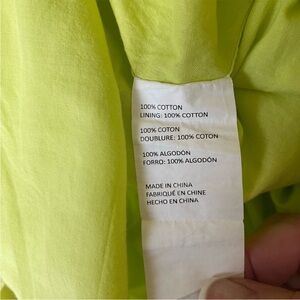 100% COTTON
LINING: 100% COTTON
100% COTON
DOUBLURE: 100% COTON
100% ALGODÓN
FORRO: 100% ALGODÓN
MADE IN CHINA
FABRIQUÉ EN CHINE
HECHO EN CHINA